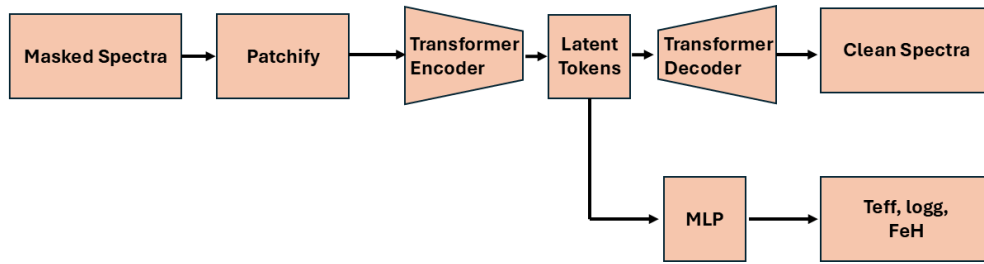 Masked Spectra
Patchify
Transformer
Encoder
Latent
Tokens
Transformer
Decoder
Clean Spectra
MLP
Teff, logg,
FeH